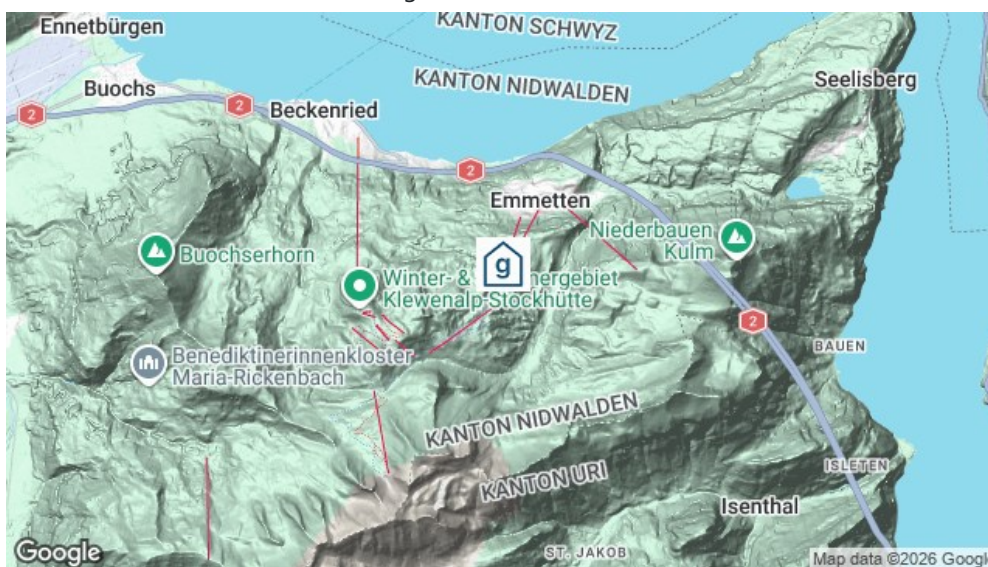 Ennetbürgen
KANTON SCHWYZ
Buochs
KANTON NIDWALDEN
Seelisberg
2
2
Beckenried
2
Emmetten
Niederbauen
Kulm
Buochserhorn
g
Winter- &
Klewenalp-Stockhütte
2
BAUEN
Benediktinerinnenkloster
Maria-Rickenbach
KANTON NIDWALDEN
KANTON URI
ISLETEN
Isenthal
ST. JAKOB
Google
Map data ©2026 Google